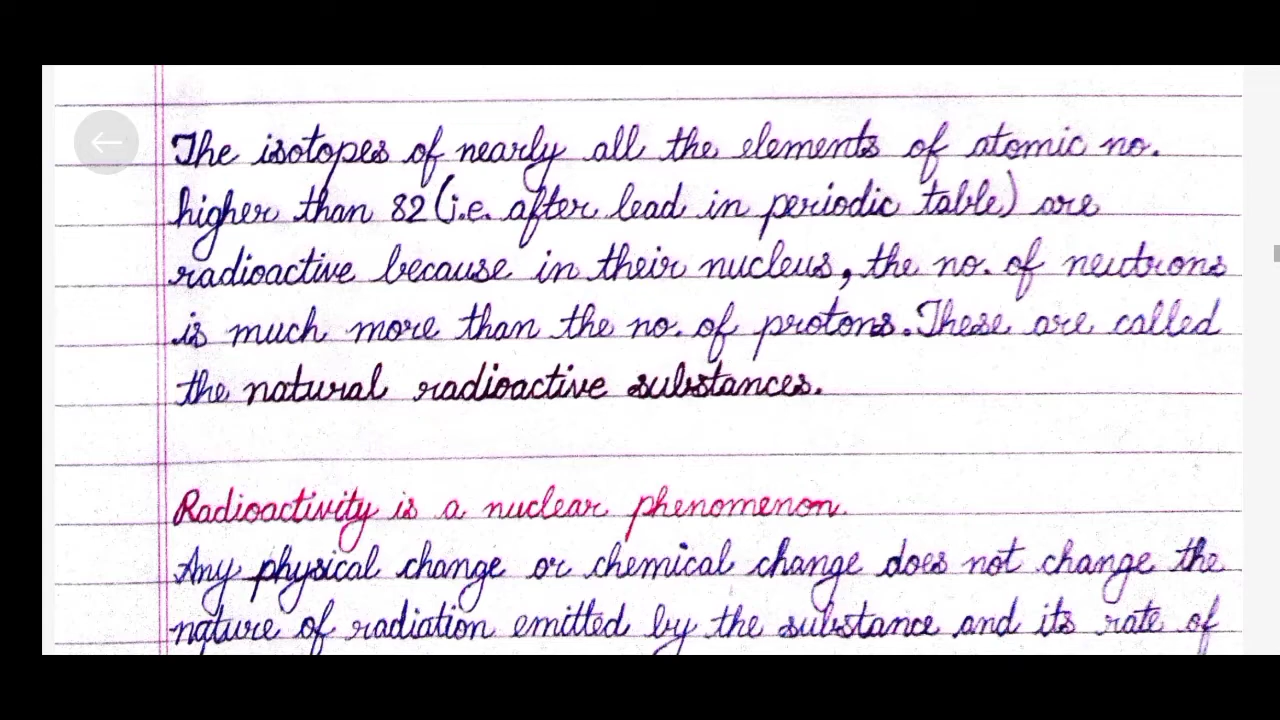 The isotopes of nearly all the elements of atomic no.
higher than 82 (i.e. after lead in periodic table) are
radioactive because in their nucleus, the no. of neutrons
is much more than the no. of protons. These are called
the natural radioactive substances.
Radioactivity is a nuclear phenomenon.
Any physical change or chemical change does not change the
nature of radiation emitted by the substance and its rate of